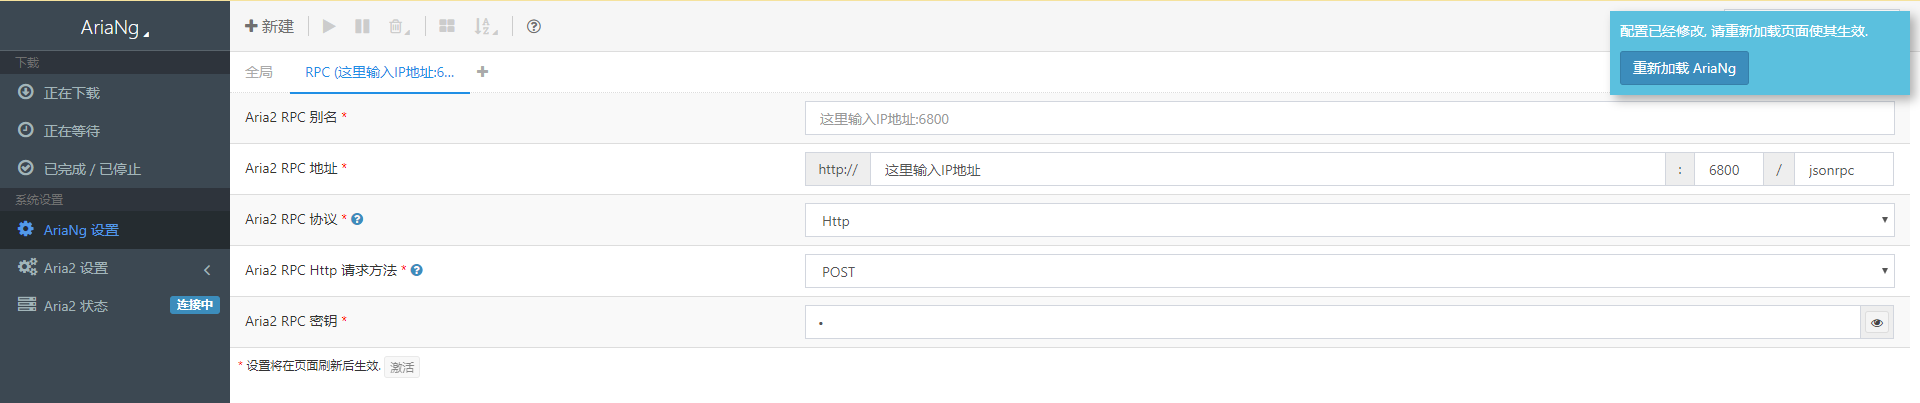 AriaNg
下载
正在下载
正在等待
已完成 / 已停止
系统设置
AriaNg 设置
Aria2 设置
Aria2 状态 连接中
新建
全局 RPC (这里输入IP地址:6...
配置已经修改, 请重新加载页面使其生效.
重新加载 AriaNg
Aria2 RPC 别名 * 这里输入IP地址:6800
Aria2 RPC 地址 * http:// 这里输入IP地址 : 6800 / jsonrpc
Aria2 RPC 协议 * Http
Aria2 RPC Http 请求方法 * POST
Aria2 RPC 密钥 * •
* 设置将在页面刷新后生效. 激活